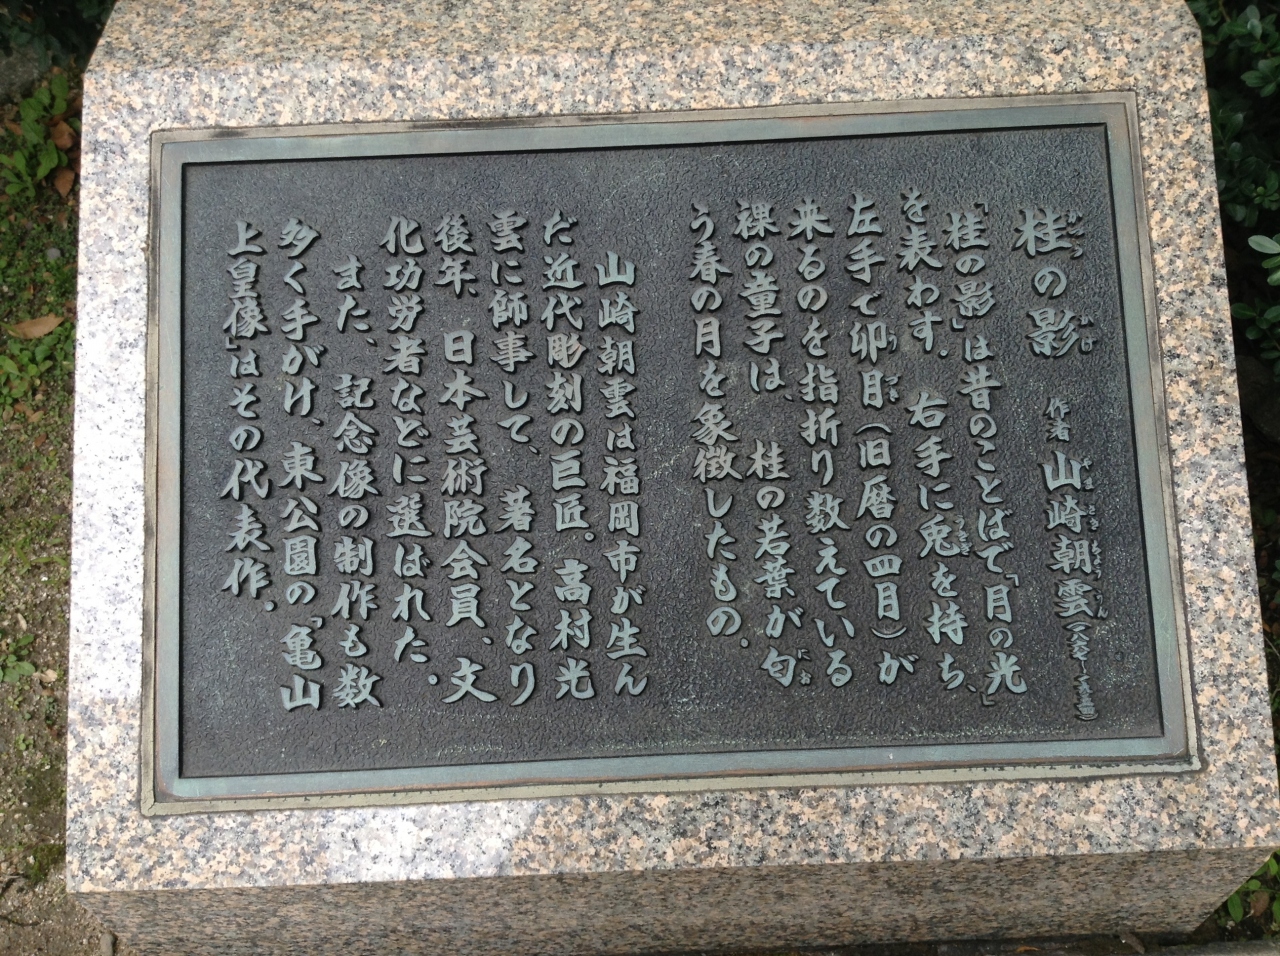 桂の影 作者 山崎朝雲(一八六七〜一九五四)
「桂の影」は昔のことばで「月の光」
を表わす。右手に兎を持ち、
左手で卯月(旧暦の四月)が
来るのを指折り数えている
裸の童子は、桂の若葉が匂
う春の月を象徴したもの。
山崎朝雲は福岡市が生ん
だ近代彫刻の巨匠。高村光
雲に師事して、著名となり
後年、日本芸術院会員、文
化功労者などに選ばれた。
また、記念像の制作も数
多く手がけ、東公園の「亀山
上皇像」はその代表作。